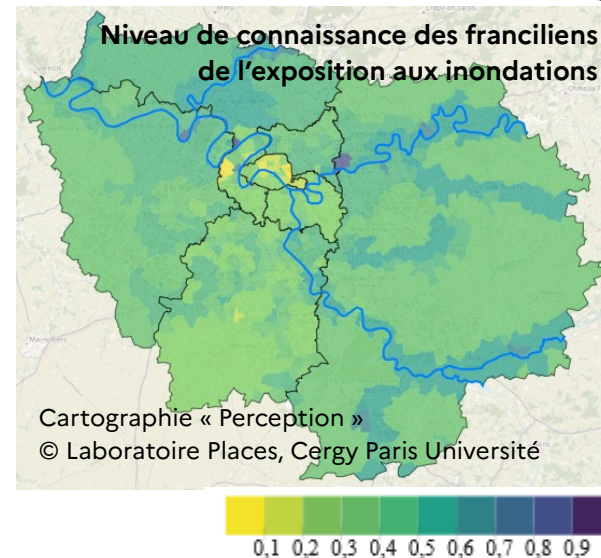 Niveau de connaissance des franciliens
de l'exposition aux inondations
Cartographie « Perception »
© Laboratoire Places, Cergy Paris Université
0,1 0,2 0,3 0,4 0,5 0,6 0,7 0,8 0,9